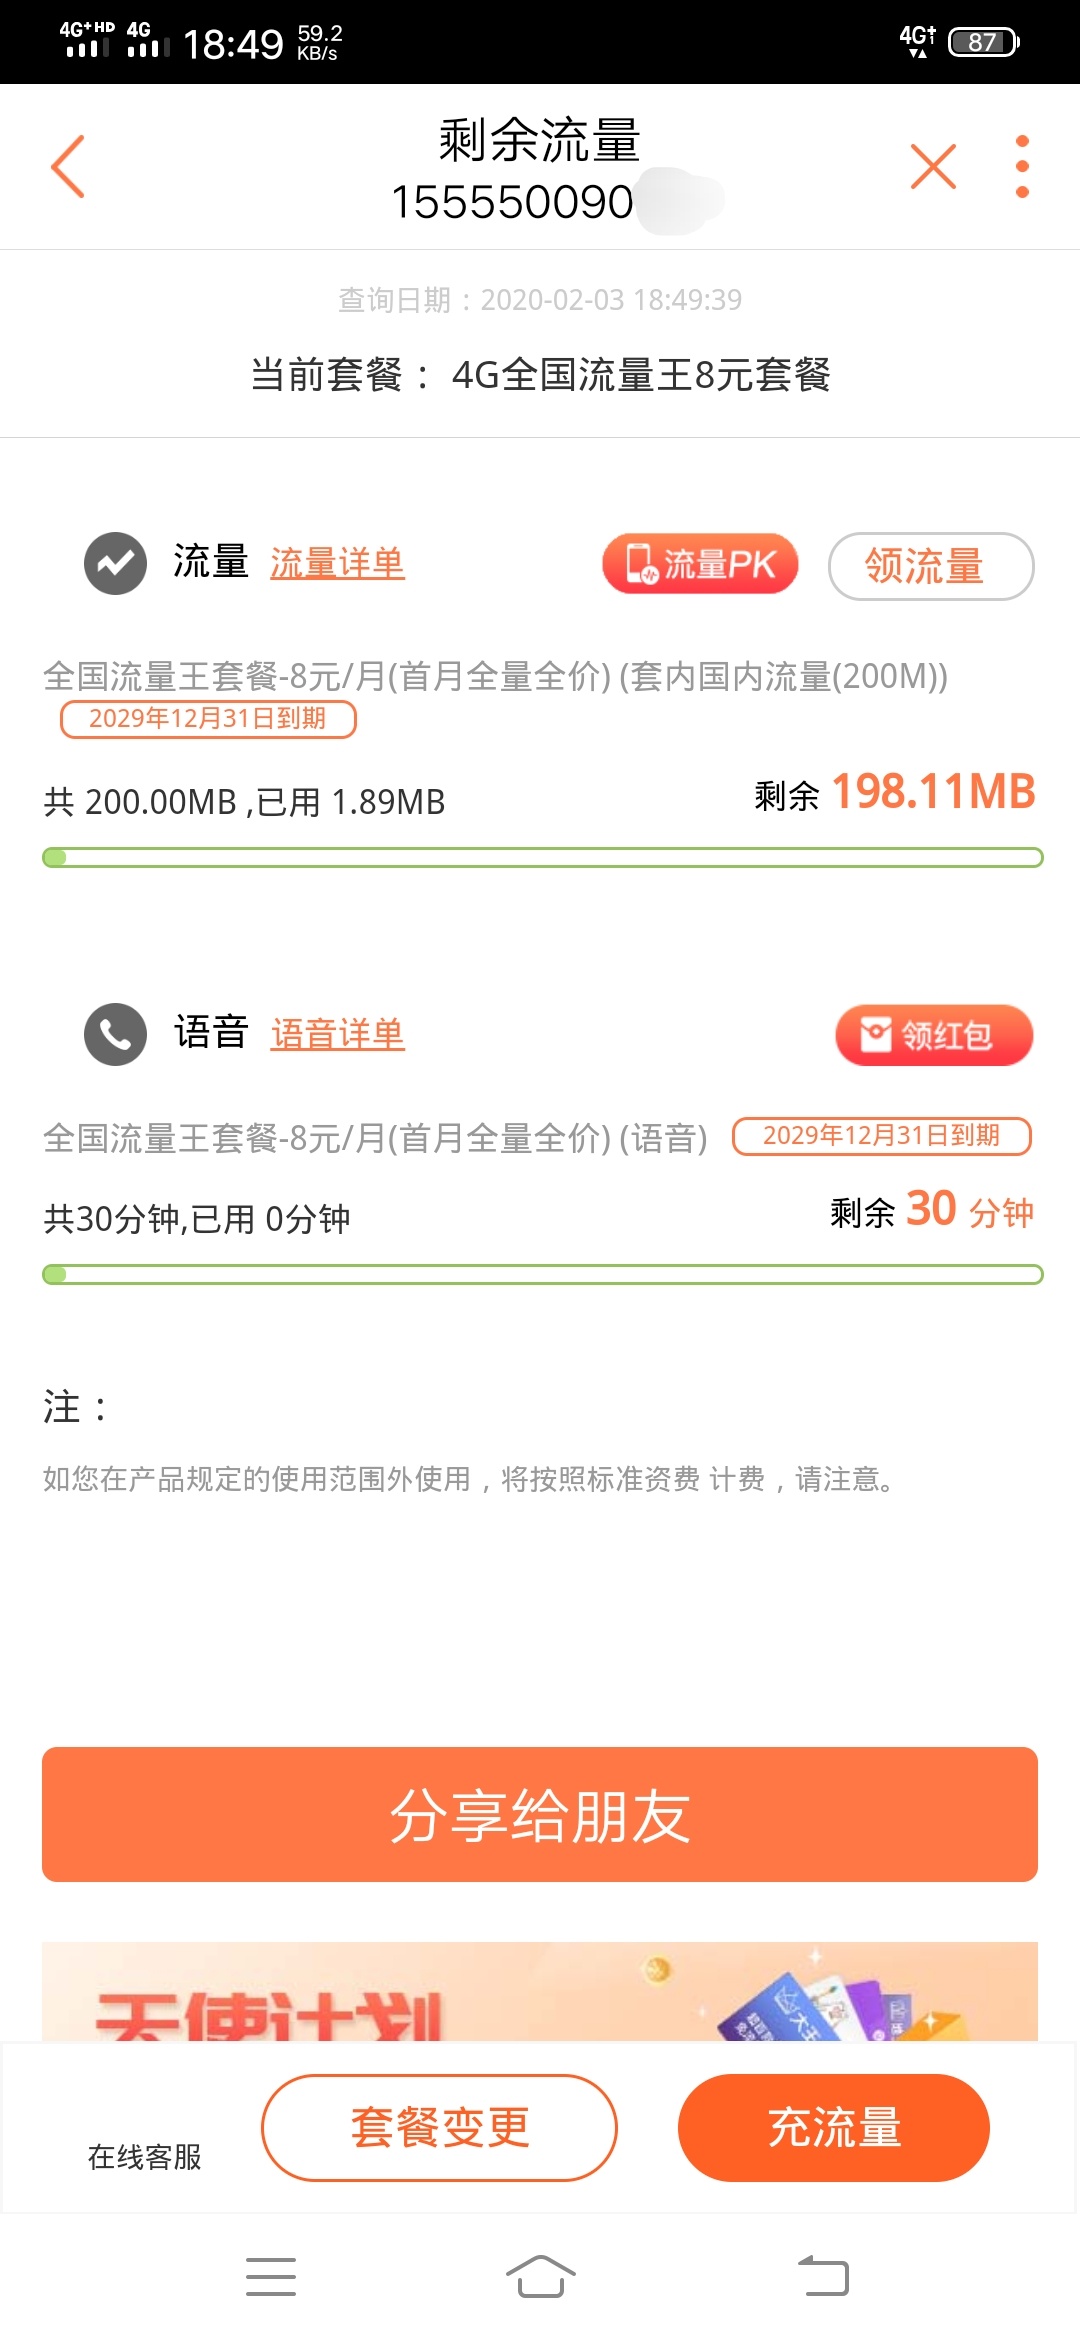 4G+HD 4G 18:49 59.2 KB/s 4G+ 87
剩余流量
155550090
查询日期：2020-02-03 18:49:39
当前套餐： 4G全国流量王8元套餐
流量 流量详单 流量PK 领流量
全国流量王套餐-8元/月(首月全量全价) (套内国内流量(200M))
2029年12月31日到期
共 200.00MB ,已用 1.89MB 剩余 198.11MB
语音 语音详单 领红包
全国流量王套餐-8元/月(首月全量全价) (语音) 2029年12月31日到期
共30分钟,已用 0分钟 剩余 30 分钟
注：
如您在产品规定的使用范围外使用，将按照标准资费 计费，请注意。
分享给朋友
天使计划
在线客服 套餐变更 充流量